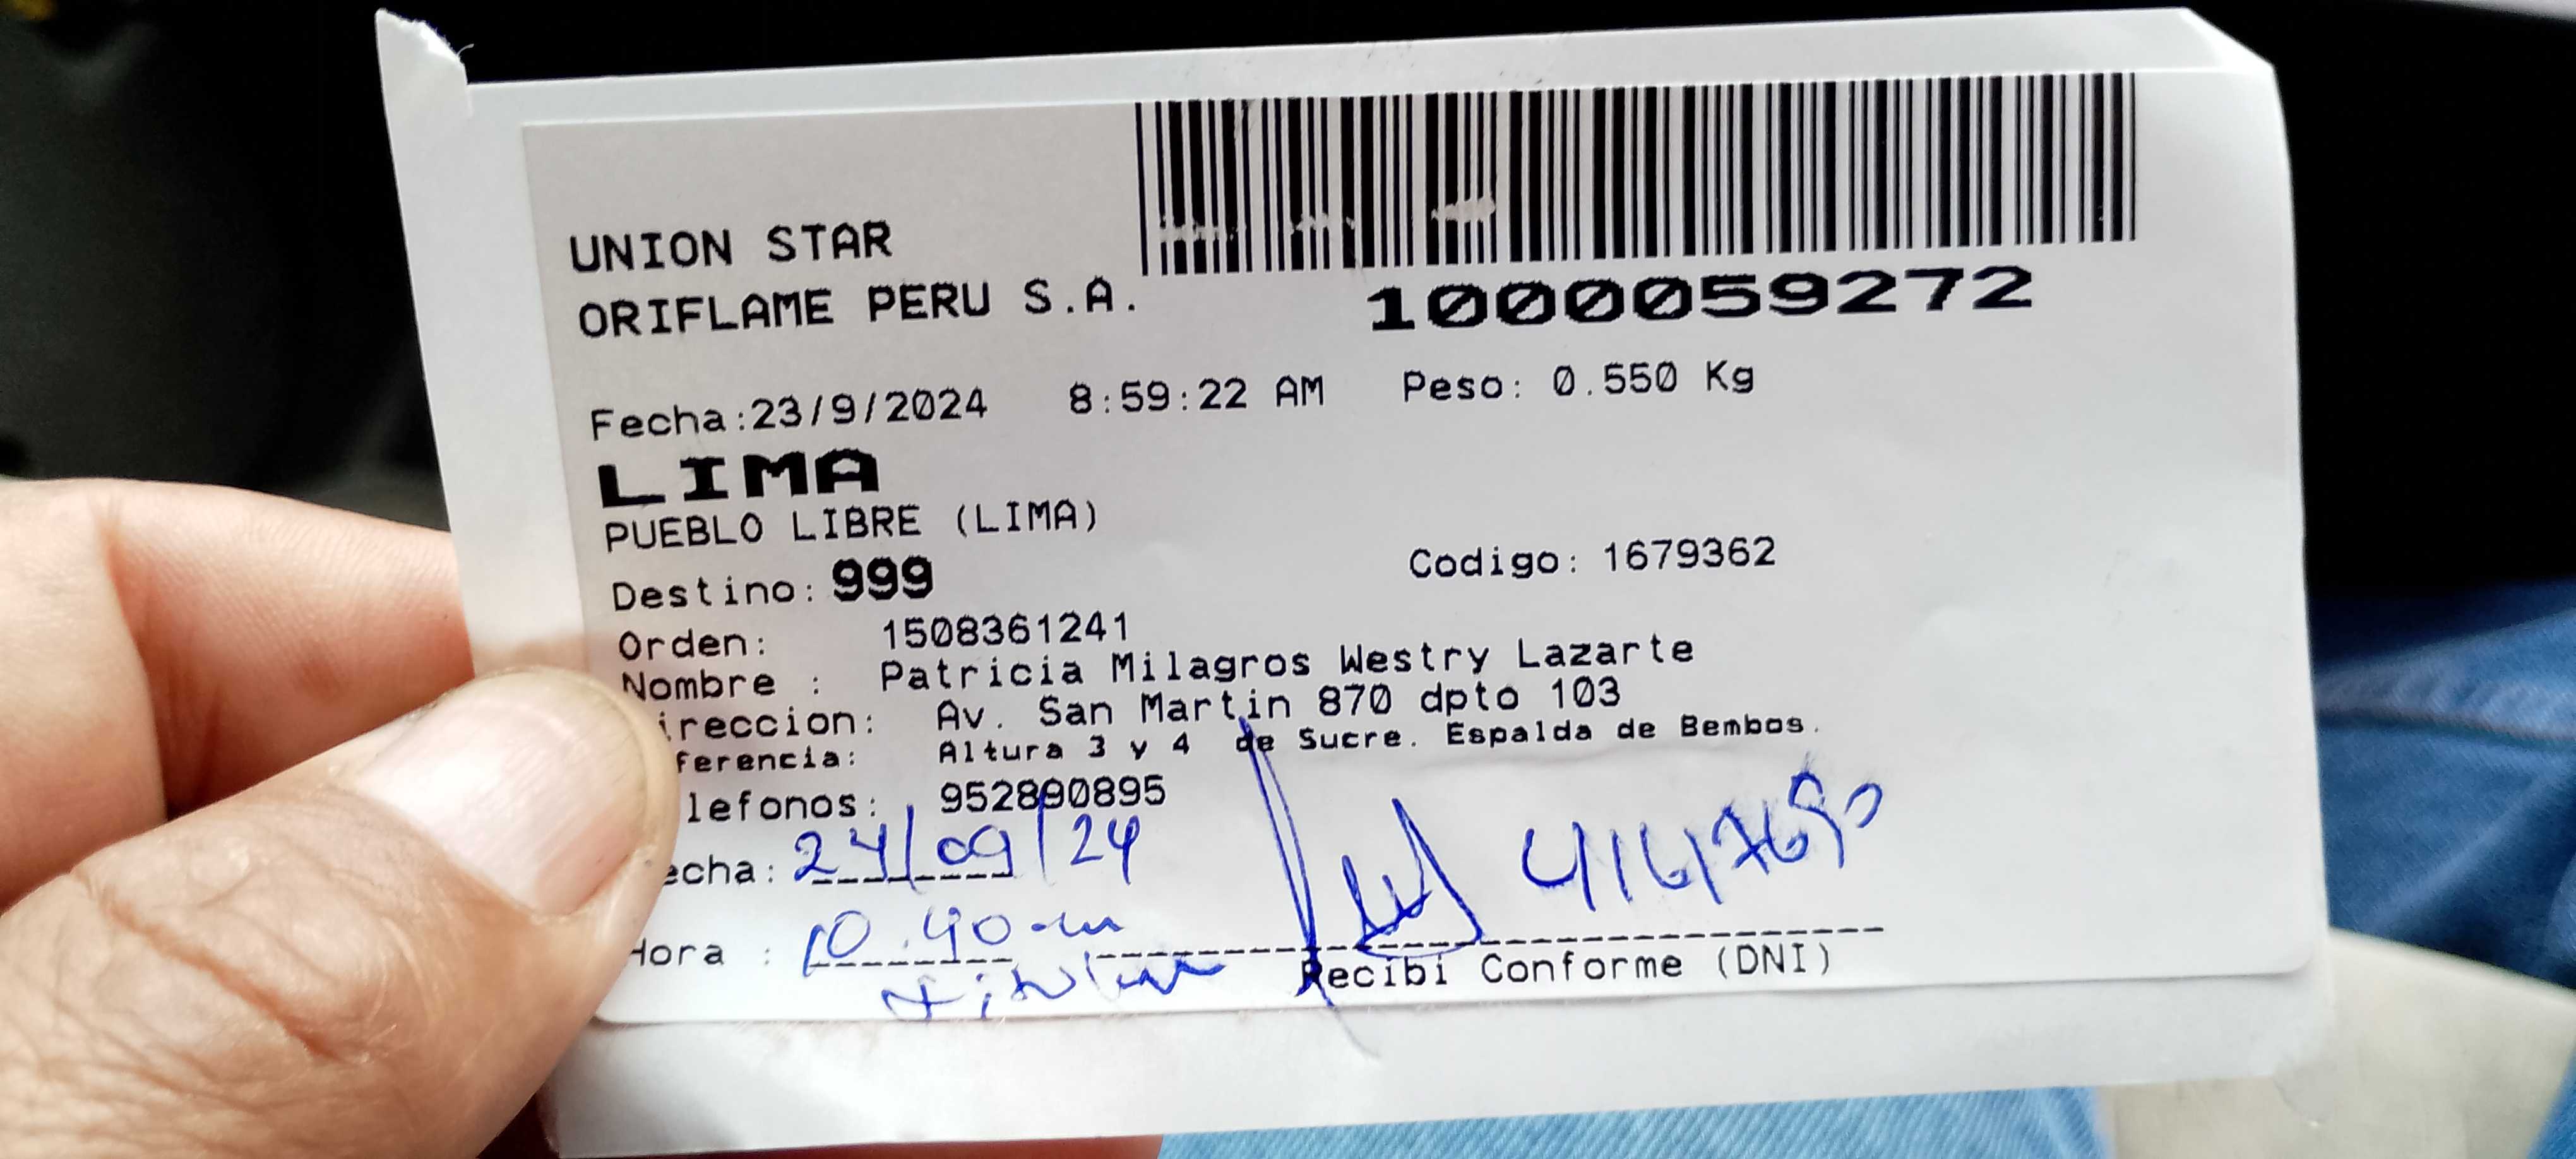 UNION STAR
ORIFLAME PERU S.A.
1000059272
Fecha:23/9/2024 8:59:22 AM Peso: 0.550 Kg
LIMA
PUEBLO LIBRE (LIMA)
Destino: 999 Codigo: 1679362
Orden: 1508361241
Nombre : Patricia Milagros Westry Lazarte
ireccion: Av. San Martin 870 dpto 103
ferencia: Altura 3 y 4 de Sucre. Espalda de Bembos.
lefonos: 952890895
echa: 24/09/24
Hora : 10:40
Recibi Conforme (DNI)